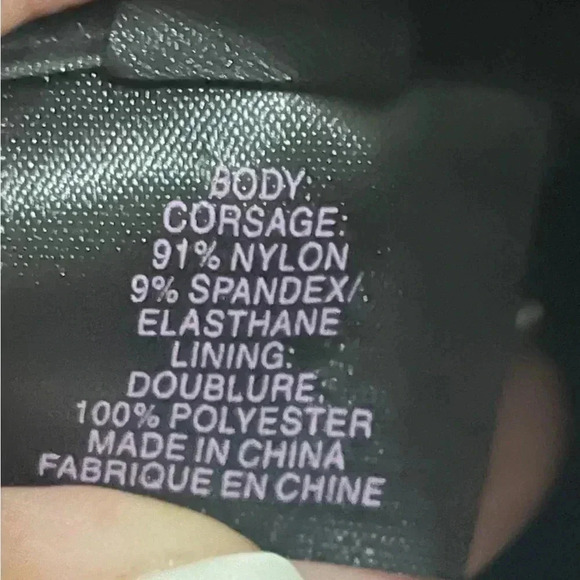 BODY:
CORSAGE:
91% NYLON
9% SPANDEX/
ELASTHANE
LINING:
DOUBLURE:
100% POLYESTER
MADE IN CHINA
FABRIQUE EN CHINE